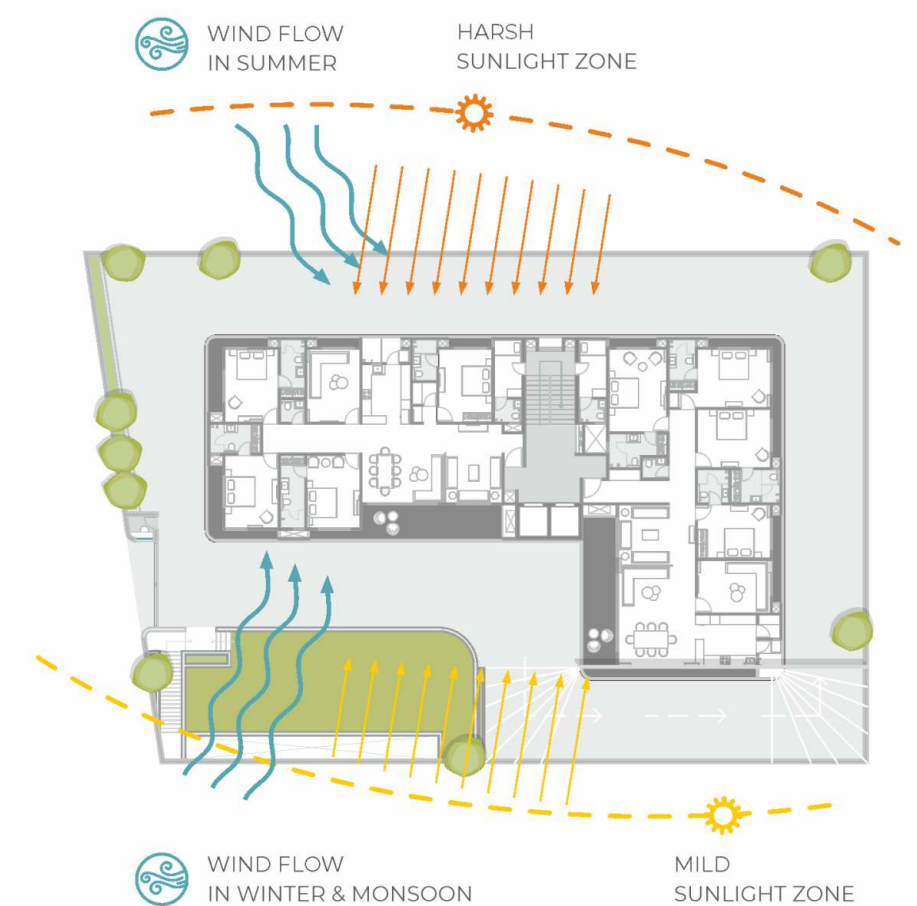 WIND FLOW
IN SUMMER
HARSH
SUNLIGHT ZONE
WIND FLOW
IN WINTER & MONSOON
MILD
SUNLIGHT ZONE